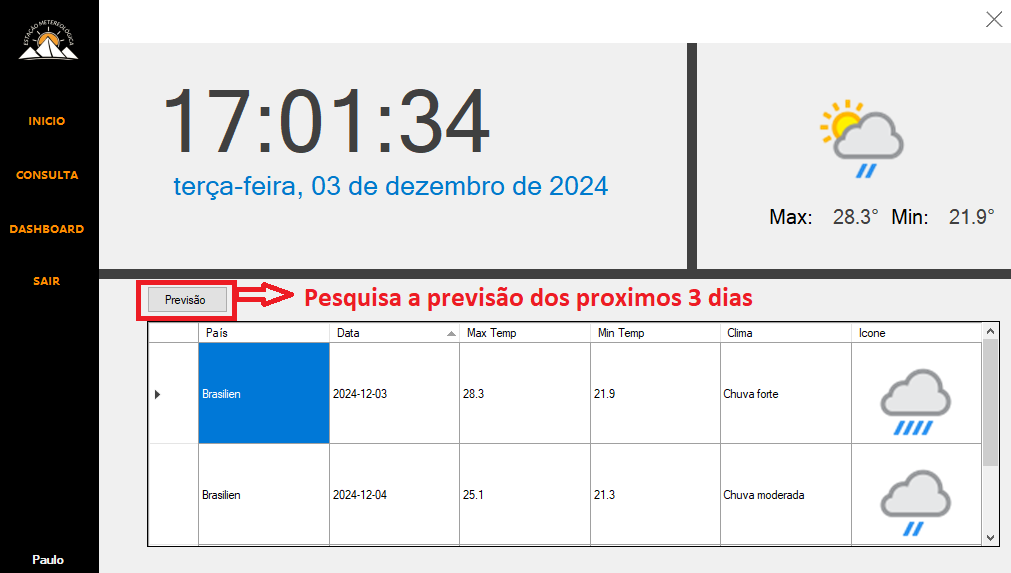 ESTAÇÃO METEREOLÓGICA
INICIO
CONSULTA
DASHBOARD
SAIR
Paulo
17:01:34
terça-feira, 03 de dezembro de 2024
Max: 28.3° Min: 21.9°
Previsão
Pesquisa a previsão dos proximos 3 dias
País Data Max Temp Min Temp Clima Icone
Brasilien 2024-12-03 28.3 21.9 Chuva forte
Brasilien 2024-12-04 25.1 21.3 Chuva moderada